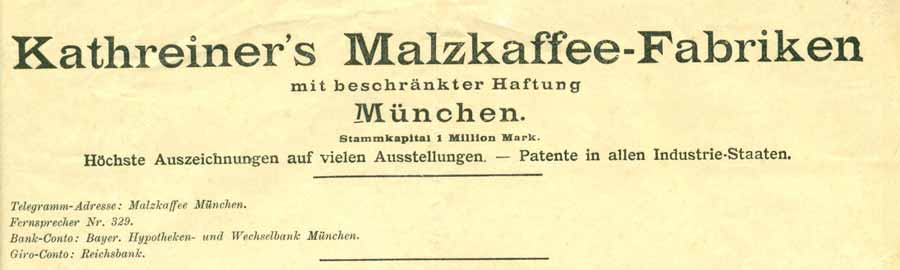 Kathreiner's Malzkaffee-Fabriken
mit beschränkter Haftung
München.
Stammkapital 1 Million Mark.
Höchste Auszeichnungen auf vielen Ausstellungen. — Patente in allen Industrie-Staaten.
Telegramm-Adresse: Malzkaffee München.
Fernsprecher Nr. 329.
Bank-Conto: Bayer. Hypotheken- und Wechselbank München.
Giro-Conto: Reichsbank.